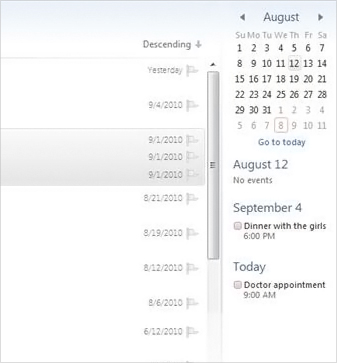 August
Descending
Su Mo Tu We Th Fr Sa
1 2 3 4 5 6 7
8 9 10 11 12 13 14
15 16 17 18 19 20 21
22 23 24 25 26 27 28
29 30 31 1 2 3 4
5 6 7 8 9 10 11
Go to today
Yesterday
9/4/2010
9/1/2010
9/1/2010
9/1/2010
8/21/2010
8/19/2010
8/12/2010
8/6/2010
6/12/2010
August 12
No events
September 4
Dinner with the girls
6:00 PM
Today
Doctor appointment
9:00 AM